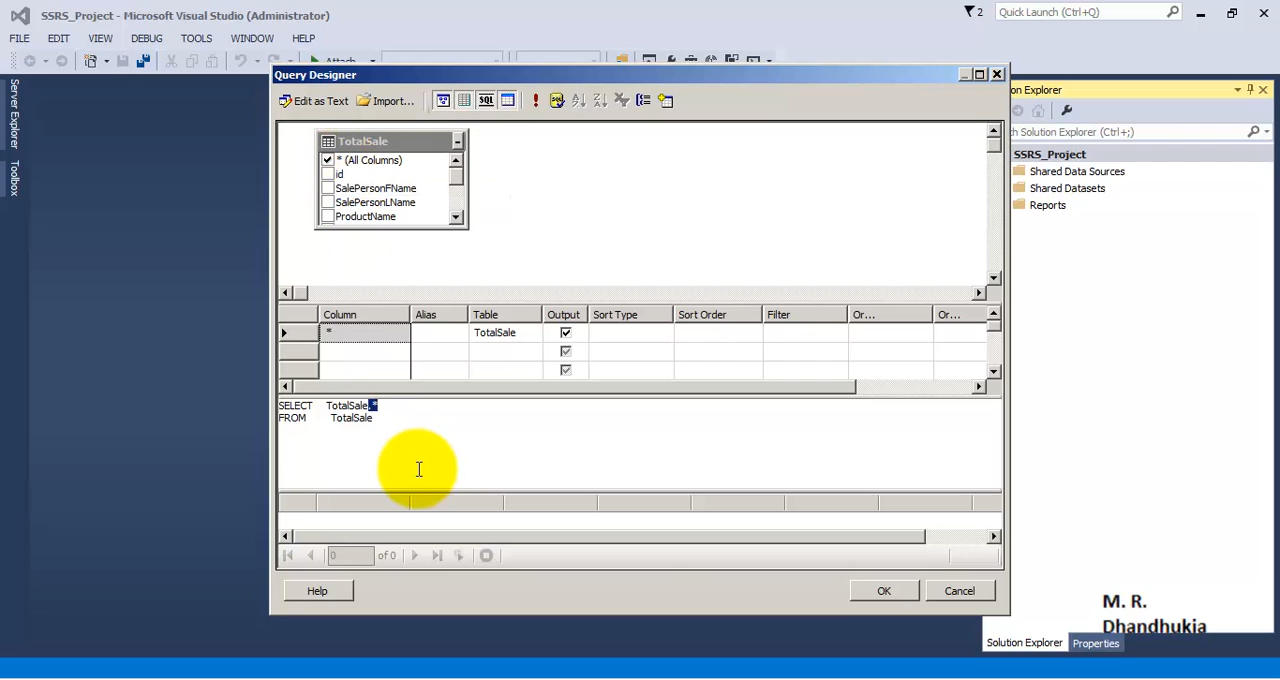 SSRS_Project - Microsoft Visual Studio (Administrator)
2
Quick Launch (Ctrl+Q)
FILE EDIT VIEW DEBUG TOOLS WINDOW HELP
Attach
Server Explorer
Toolbox
Query Designer
Edit as Text Import... SQL
TotalSale
* (All Columns)
id
SalePersonFName
SalePersonLName
ProductName
Column Alias Table Output Sort Type Sort Order Filter Or... Or...
* TotalSale
SELECT TotalSale.*
FROM TotalSale
0 of 0
Help OK Cancel
Explorer
Solution Explorer (Ctrl+;)
SSRS_Project
Shared Data Sources
Shared Datasets
Reports
M. R.
Dhandhukia
Solution Explorer Properties